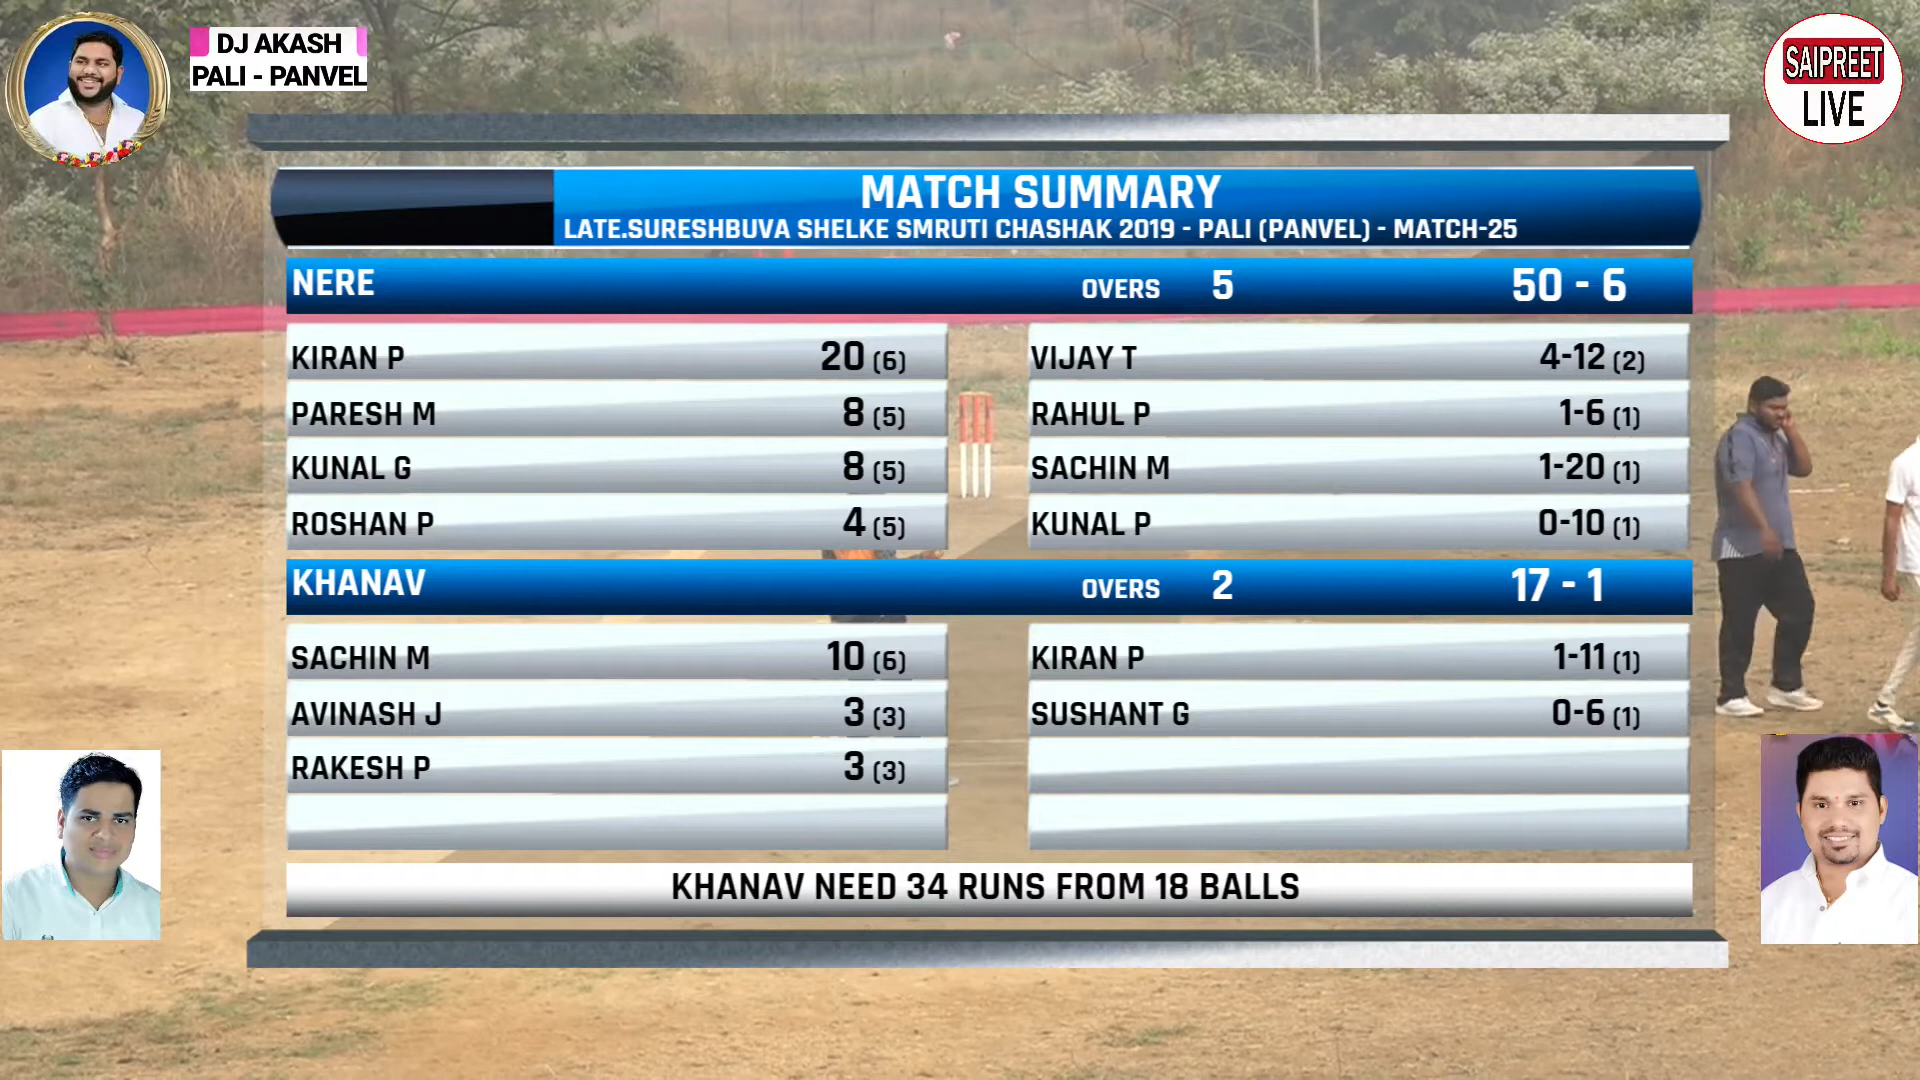 DJ AKASH
PALI - PANVEL
SAIPREET
LIVE
MATCH SUMMARY
LATE.SURESHBUVA SHELKE SMRUTI CHASHAK 2019 - PALI (PANVEL) - MATCH-25
NERE OVERS 5 50 - 6
KIRAN P 20 (6) VIJAY T 4-12 (2)
PARESH M 8 (5) RAHUL P 1-6 (1)
KUNAL G 8 (5) SACHIN M 1-20 (1)
ROSHAN P 4 (5) KUNAL P 0-10 (1)
KHANAV OVERS 2 17 - 1
SACHIN M 10 (6) KIRAN P 1-11 (1)
AVINASH J 3 (3) SUSHANT G 0-6 (1)
RAKESH P 3 (3)
KHANAV NEED 34 RUNS FROM 18 BALLS